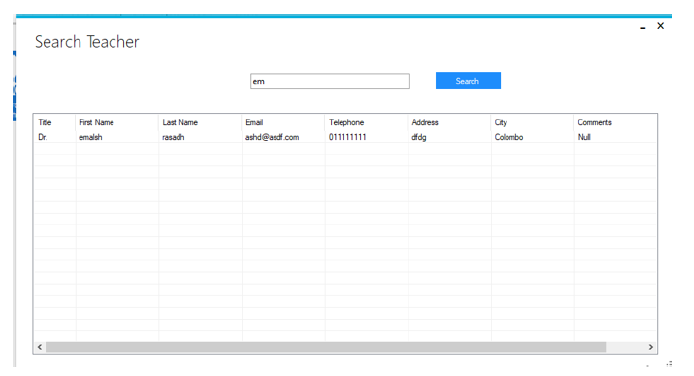 Search Teacher
em Search
Title First Name Last Name Email Telephone Address City Comments
Dr. emalsh rasadh ashd@asdf.com 011111111 dfdg Colombo Null